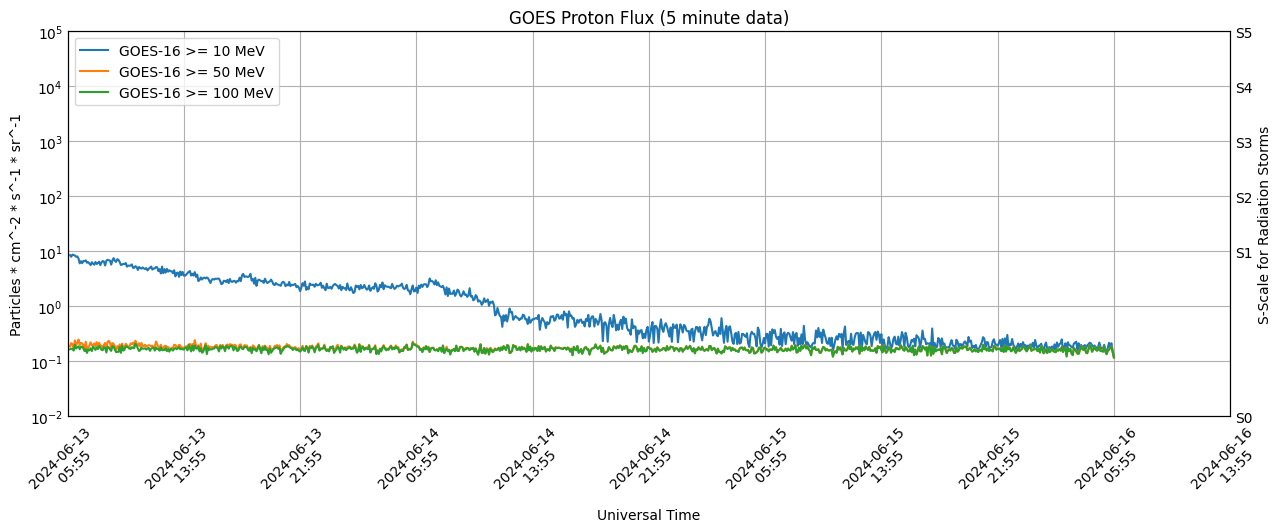 GOES Proton Flux (5 minute data)
GOES-16 >= 10 MeV
GOES-16 >= 50 MeV
GOES-16 >= 100 MeV
Particles * cm^-2 * s^-1 * sr^-1
10^5
10^4
10^3
10^2
10^1
10^0
10^-1
10^-2
S5
S4
S3
S2
S1
S0
S-Scale for Radiation Storms
2024-06-13
05:55
2024-06-13
13:55
2024-06-13
21:55
2024-06-14
05:55
2024-06-14
13:55
2024-06-14
21:55
2024-06-15
05:55
2024-06-15
13:55
2024-06-15
21:55
2024-06-16
05:55
2024-06-16
13:55
Universal Time